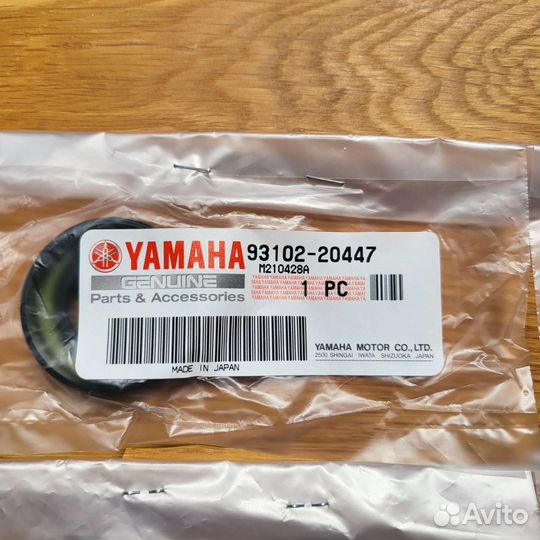 YAMAHA 93102-20447
GENUINE M210428A
Parts & Accessories 1 PC
YAMAHA MOTOR CO.,LTD.
2500 SHINGAI IWATA SHIZUOKA JAPAN
MADE IN JAPAN
Avito